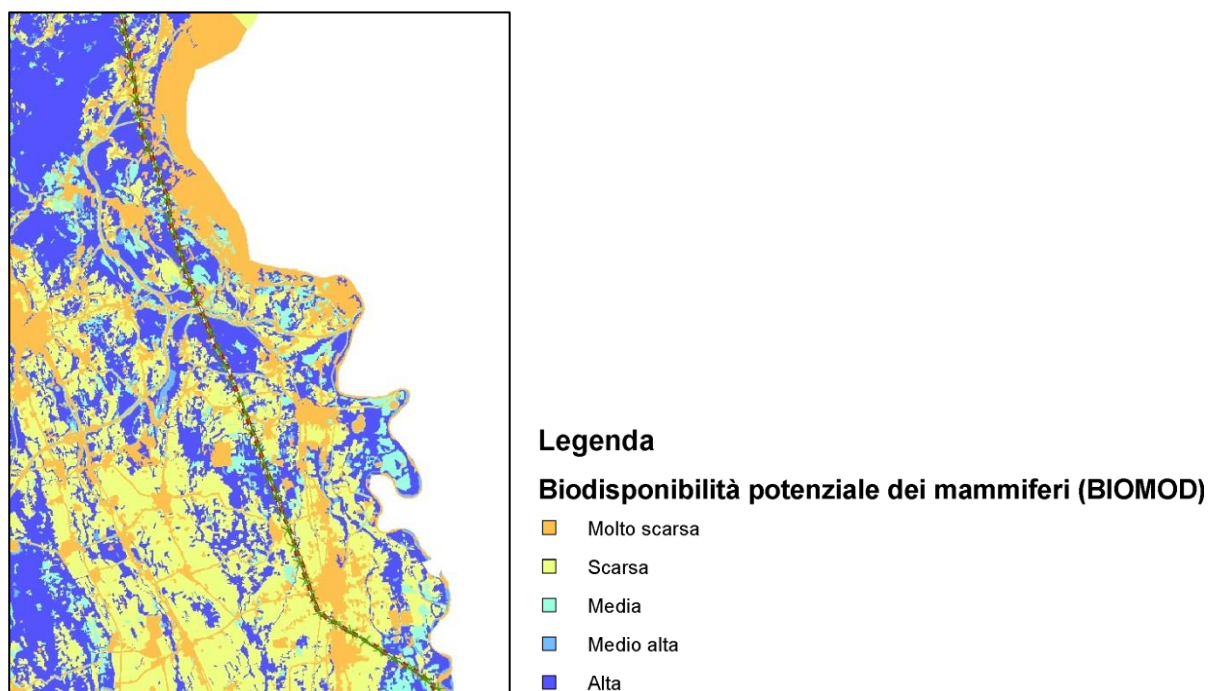 Legenda
Biodisponibilità potenziale dei mammiferi (BIOMOD)
Molto scarsa
Scarsa
Media
Medio alta
Alta